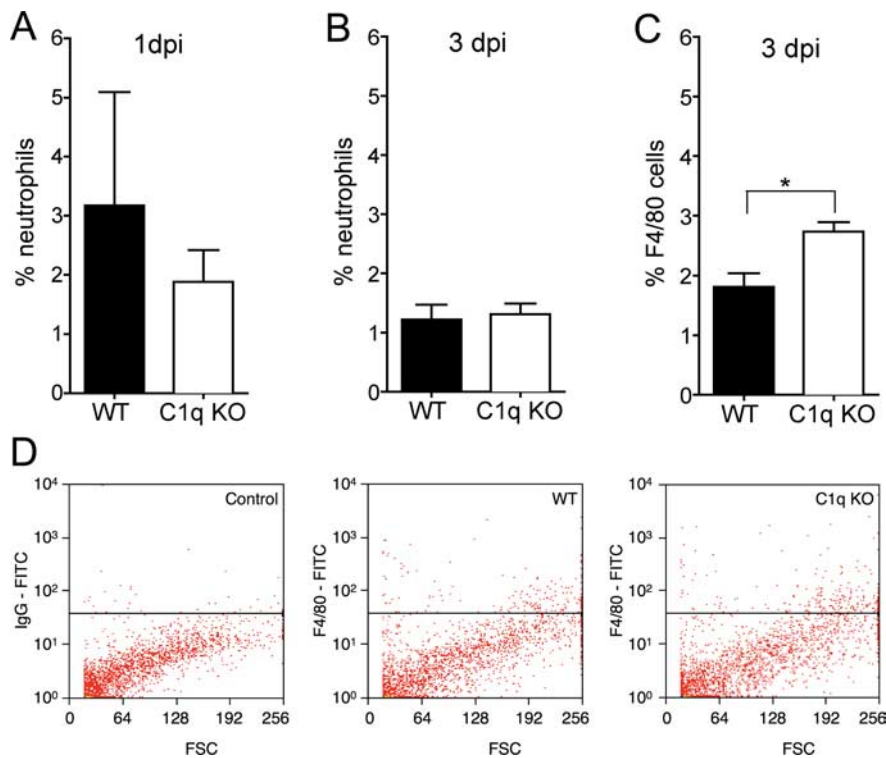 A
1dpi
% neutrophils
6
5
4
3
2
1
0
WT
C1q KO
B
3 dpi
% neutrophils
6
5
4
3
2
1
0
WT
C1q KO
C
3 dpi
% F4/80 cells
6
5
4
3
2
1
0
*
WT
C1q KO
D
Control
IgG - FITC
10⁴
10³
10²
10¹
10⁰
0 64 128 192 256
FSC
WT
F4/80 - FITC
10⁴
10³
10²
10¹
10⁰
0 64 128 192 256
FSC
C1q KO
F4/80 - FITC
10⁴
10³
10²
10¹
10⁰
0 64 128 192 256
FSC